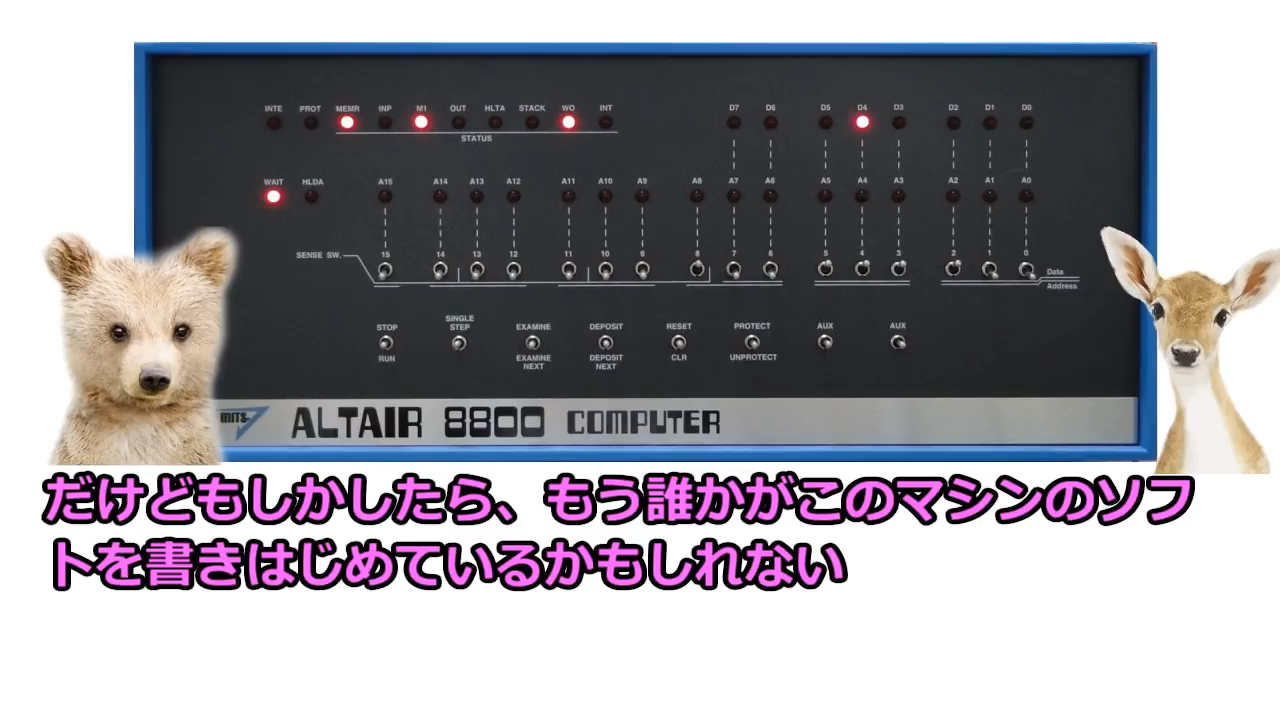 INTE PROT MEMR INP M1 OUT HLTA STACK WO INT D7 D6 D5 D4 D3 D2 D1 D0
STATUS
WAIT HLDA A15 A14 A13 A12 A11 A10 A9 A8 A7 A6 A5 A4 A3 A2 A1 A0
SENSE SW. 15 14 13 12 11 10 9 8 7 6 5 4 3 2 1 0
Data
Address
STOP SINGLE STEP EXAMINE DEPOSIT RESET PROTECT AUX AUX
RUN EXAMINE NEXT DEPOSIT NEXT CLR UNPROTECT
MITS ALTAIR 8800 COMPUTER
だけどもしかしたら、もう誰かがこのマシンのソフ
トを書きはじめているかもしれない